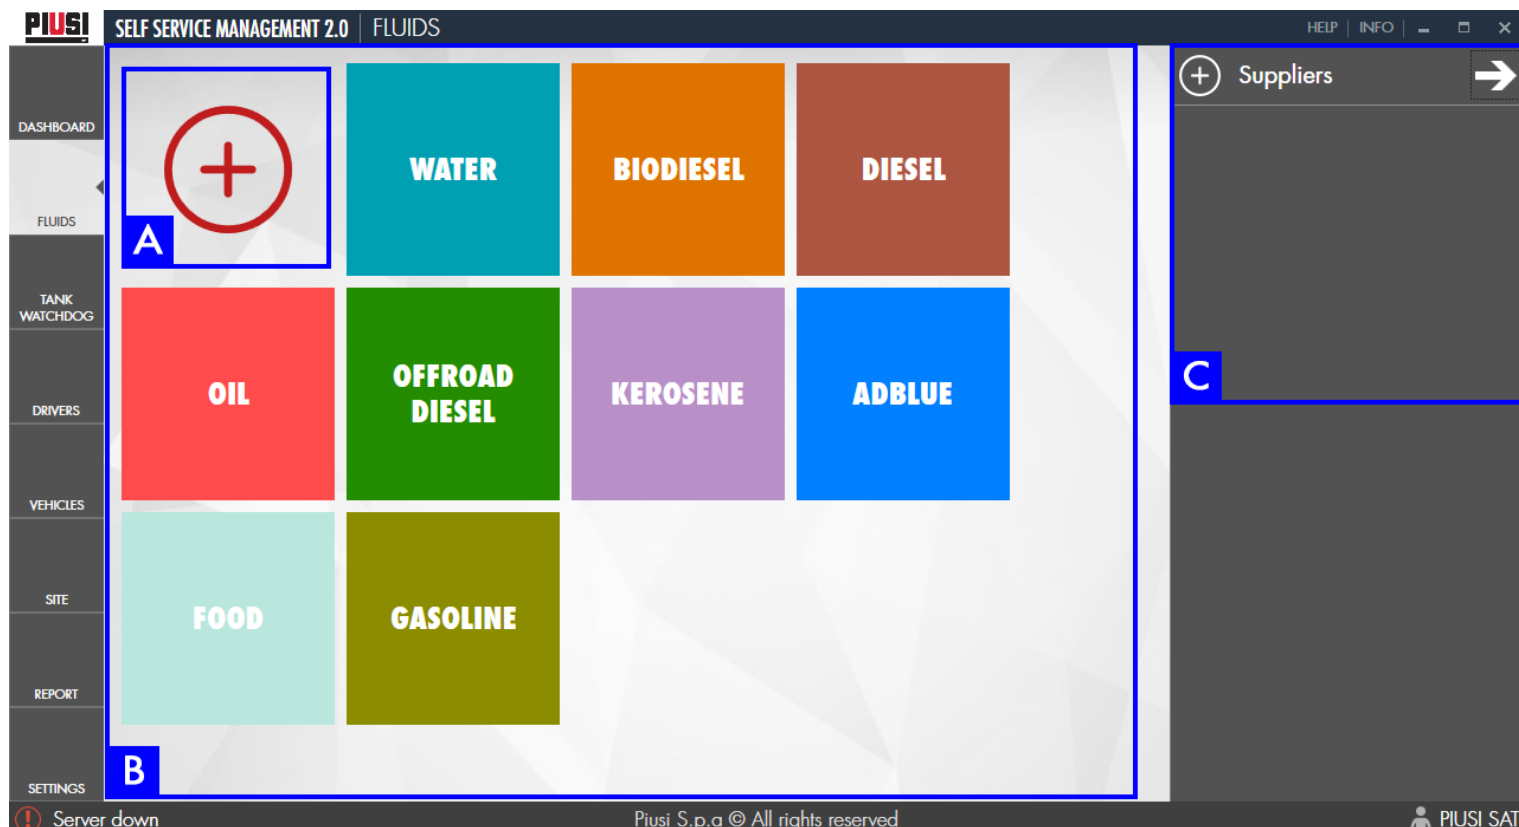 PIUSI
SELF SERVICE MANAGEMENT 2.0 | FLUIDS
HELP | INFO
DASHBOARD
FLUIDS
TANK
WATCHDOG
DRIVERS
VEHICLES
SITE
REPORT
SETTINGS
A
WATER
BIODIESEL
DIESEL
OIL
OFFROAD
DIESEL
KEROSENE
ADBLUE
FOOD
GASOLINE
B
Suppliers
C
Server down
Piusi S.p.a © All rights reserved
PIUSI SAT